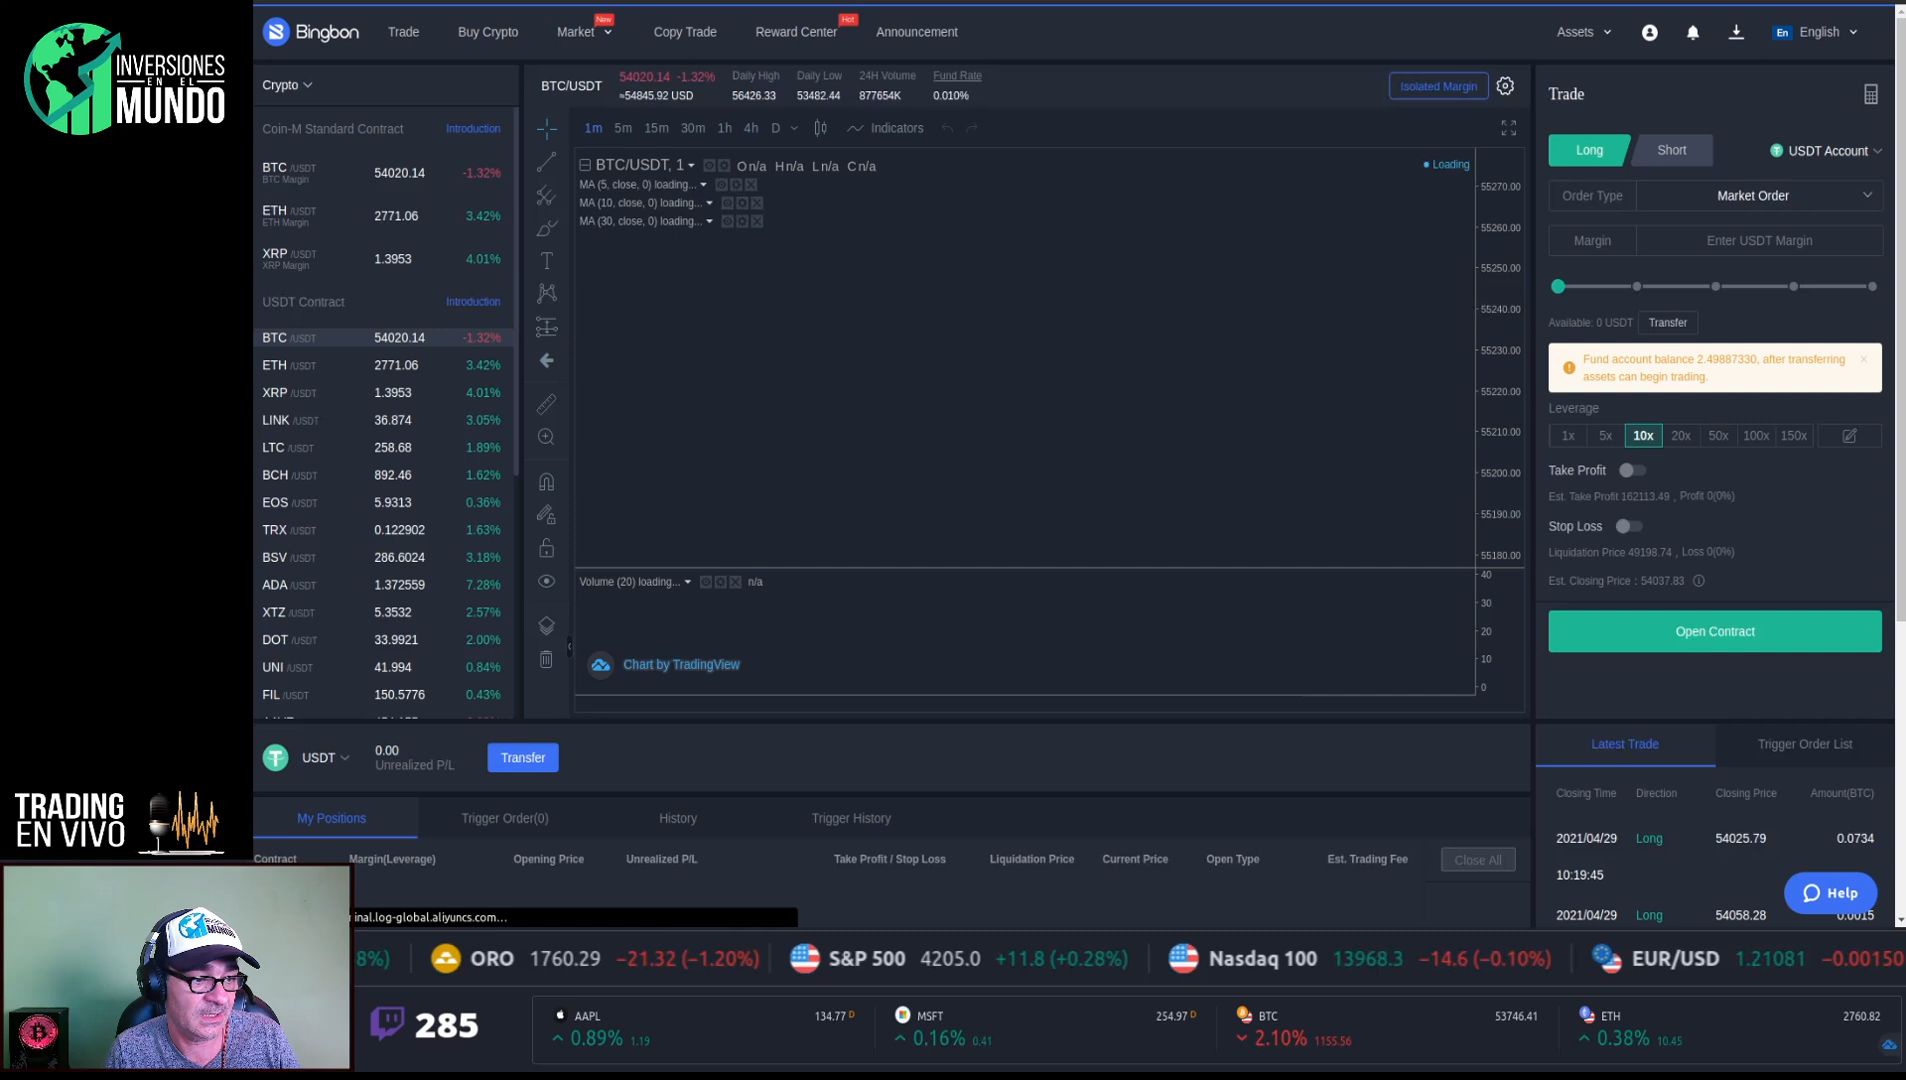 INVERSIONES
EN EL
MUNDO
Bingbon
Trade
Buy Crypto
Market
New
Copy Trade
Reward Center
Hot
Announcement
Assets
En English
Crypto
BTC/USDT
54020.14 -1.32%
≈54845.92 USD
Daily High
56426.33
Daily Low
53482.44
24H Volume
877654K
Fund Rate
0.010%
Isolated Margin
Coin-M Standard Contract Introduction
BTC /USDT 54020.14 -1.32%
BTC Margin
ETH /USDT 2771.06 3.42%
ETH Margin
XRP /USDT 1.3953 4.01%
XRP Margin
USDT Contract Introduction
BTC /USDT 54020.14 -1.32%
ETH /USDT 2771.06 3.42%
XRP /USDT 1.3953 4.01%
LINK /USDT 36.874 3.05%
LTC /USDT 258.68 1.89%
BCH /USDT 892.46 1.62%
EOS /USDT 5.9313 0.36%
TRX /USDT 0.122902 1.63%
BSV /USDT 286.6024 3.18%
ADA /USDT 1.372559 7.28%
XTZ /USDT 5.3532 2.57%
DOT /USDT 33.9921 2.00%
UNI /USDT 41.994 0.84%
FIL /USDT 150.5776 0.43%
1m 5m 15m 30m 1h 4h D Indicators
BTC/USDT, 1 On/a Hn/a Ln/a Cn/a
Loading
MA (5, close, 0) loading...
MA (10, close, 0) loading...
MA (30, close, 0) loading...
55270.00
55260.00
55250.00
55240.00
55230.00
55220.00
55210.00
55200.00
55190.00
55180.00
Volume (20) loading... n/a
40
30
20
10
0
Chart by TradingView
Trade
Long Short USDT Account
Order Type Market Order
Margin Enter USDT Margin
Available: 0 USDT Transfer
Fund account balance 2.49887330, after transferring
assets can begin trading.
Leverage
1x 5x 10x 20x 50x 100x 150x
Take Profit
Est. Take Profit 162113.49 , Profit 0(0%)
Stop Loss
Liquidation Price 49198.74 , Loss 0(0%)
Est. Closing Price : 54037.83
Open Contract
USDT
0.00
Unrealized P/L
Transfer
My Positions Trigger Order(0) History Trigger History
Contract Margin(Leverage) Opening Price Unrealized P/L Take Profit / Stop Loss Liquidation Price Current Price Open Type Est. Trading Fee Close All
Latest Trade Trigger Order List
Closing Time Direction Closing Price Amount(BTC)
2021/04/29 Long 54025.79 0.0734
10:19:45
2021/04/29 Long 54058.28 0.0015
Help
TRADING
EN VIVO
inal.log-global.aliyuncs.com...
8%) ORO 1760.29 −21.32 (−1.20%) S&P 500 4205.0 +11.8 (+0.28%) Nasdaq 100 13968.3 −14.6 (−0.10%) EUR/USD 1.21081 −0.00150
285
AAPL 134.77 D
0.89% 1.19
MSFT 254.97 D
0.16% 0.41
BTC 53746.41
2.10% 1155.56
ETH 2760.82
0.38% 10.45